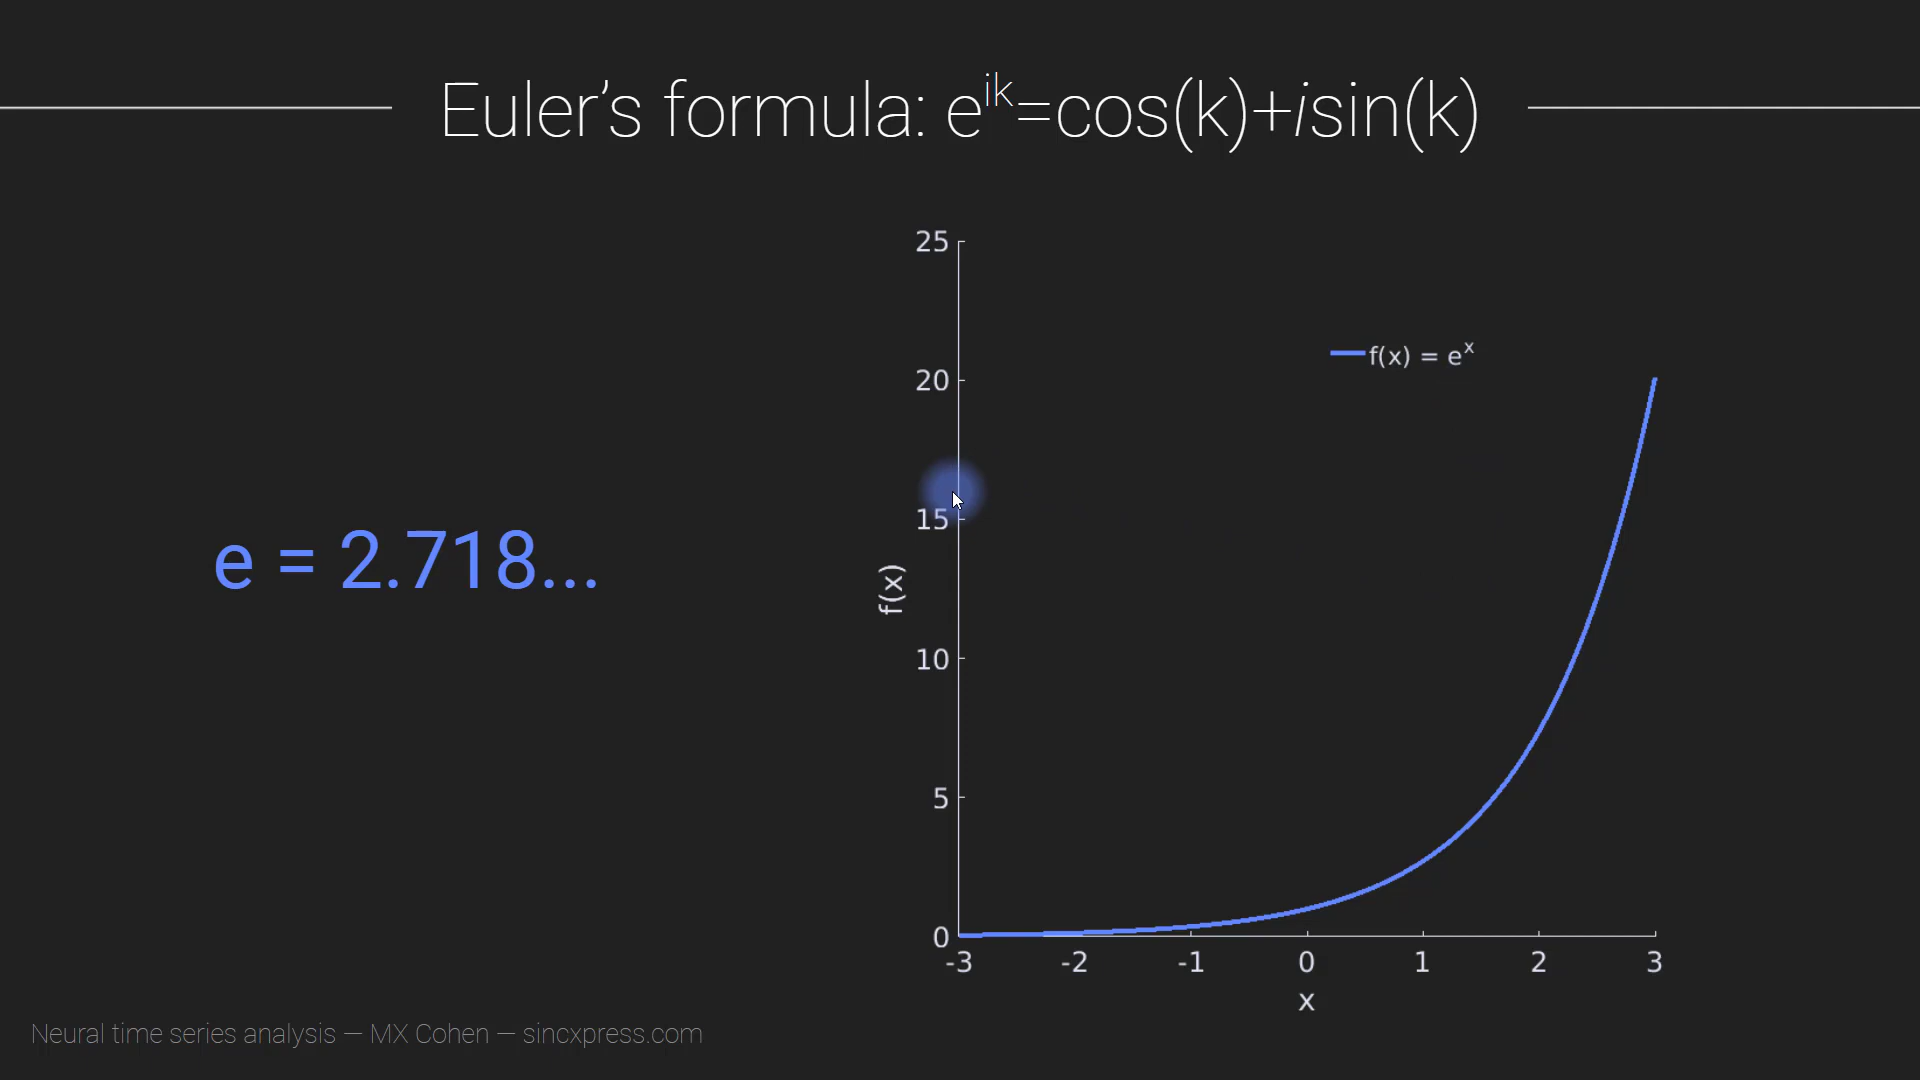 Euler’s formula: e^ik=cos(k)+isin(k)
e = 2.718...
f(x) = e^x
f(x)
25
20
15
10
5
0
-3 -2 -1 0 1 2 3
x
Neural time series analysis — MX Cohen — sincxpress.com